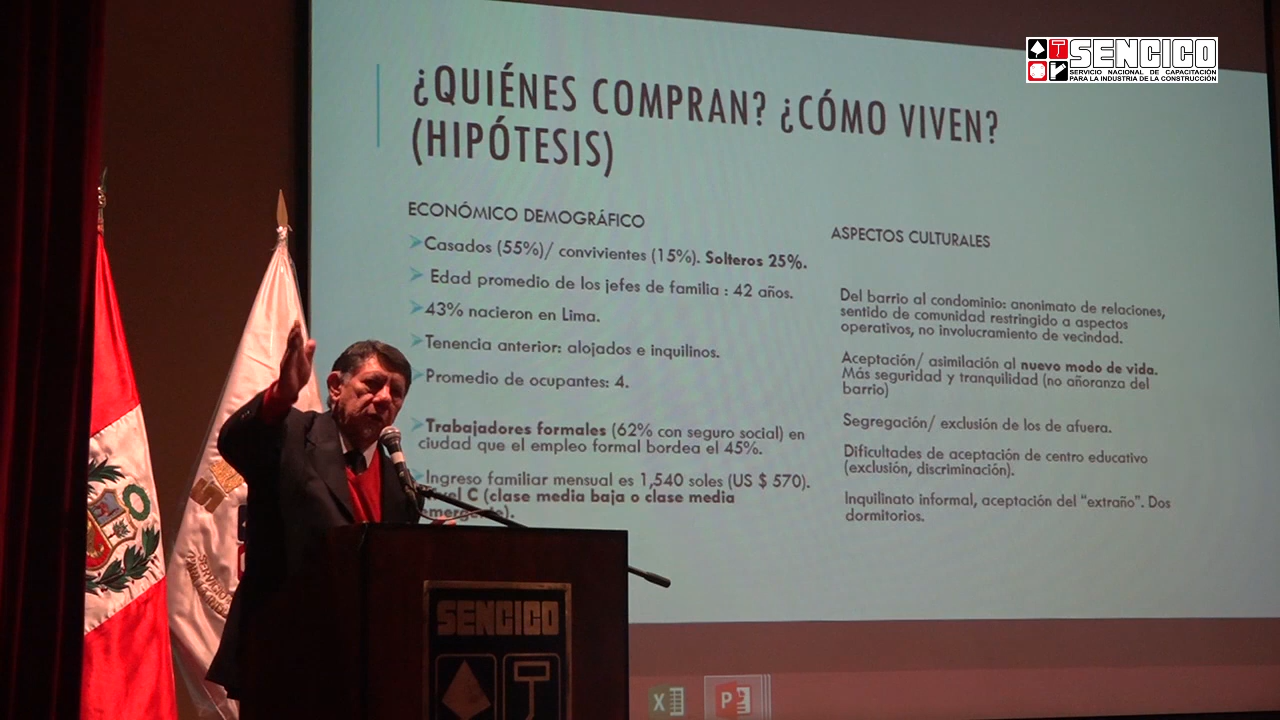 SENCICO
SERVICIO NACIONAL DE CAPACITACIÓN
PARA LA INDUSTRIA DE LA CONSTRUCCIÓN
¿QUIÉNES COMPRAN? ¿CÓMO VIVEN?
(HIPÓTESIS)
ECONÓMICO DEMOGRÁFICO
Casados (55%)/ convivientes (15%). Solteros 25%.
Edad promedio de los jefes de familia : 42 años.
43% nacieron en Lima.
Tenencia anterior: alojados e inquilinos.
Promedio de ocupantes: 4.
Trabajadores formales (62% con seguro social) en
ciudad que el empleo formal bordea el 45%.
Ingreso familiar mensual es 1,540 soles (US $ 570).
C (clase media baja o clase media
ASPECTOS CULTURALES
Del barrio al condominio: anonimato de relaciones,
sentido de comunidad restringido a aspectos
operativos, no involucramiento de vecindad.
Aceptación/ asimilación al nuevo modo de vida.
Más seguridad y tranquilidad (no añoranza del
barrio)
Segregación/ exclusión de los de afuera.
Dificultades de aceptación de centro educativo
(exclusión, discriminación).
Inquilinato informal, aceptación del "extraño". Dos
dormitorios.
SENCICO